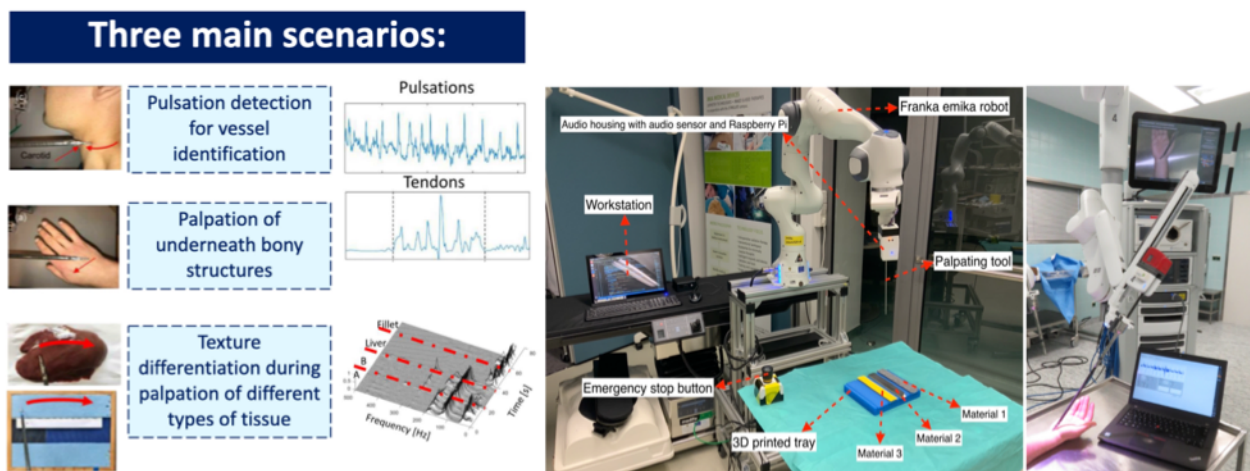 Three main scenarios:
Carotid
Pulsation detection
for vessel
identification
Pulsations
Palpation of
underneath bony
structures
Tendons
Texture
differentiation during
palpation of different
types of tissue
Fillet
Liver
B
A
Frequency [Hz]
Time [s]
Franka emika robot
Audio housing with audio sensor and Raspberry Pi
Workstation
Palpating tool
Emergency stop button
3D printed tray
Material 1
Material 2
Material 3
4